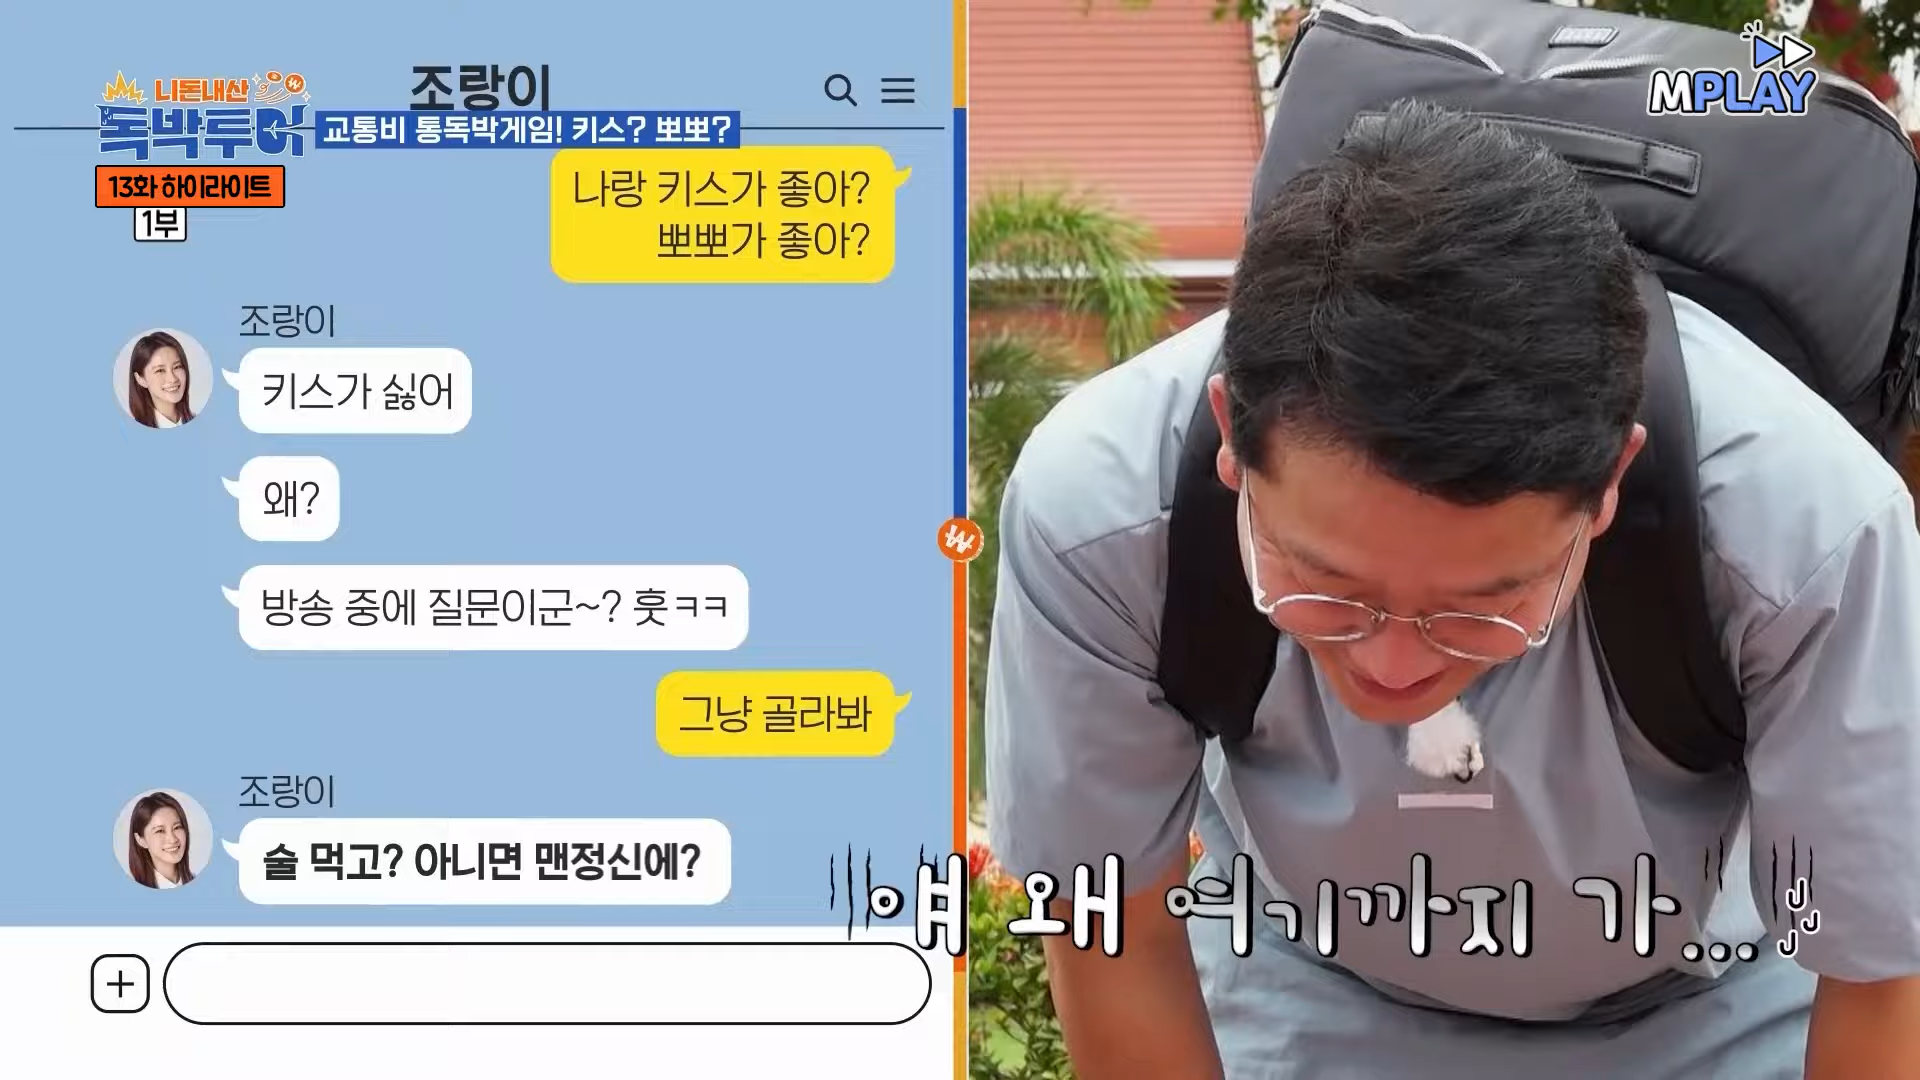 조랑이
니돈내산
독박투어
교통비 통독박게임! 키스? 뽀뽀?
13화 하이라이트
1부
MPLAY
나랑 키스가 좋아?
뽀뽀가 좋아?
조랑이
키스가 싫어
왜?
방송 중에 질문이군~? 훗ㅋㅋ
그냥 골라봐
조랑이
술 먹고? 아니면 맨정신에?
얘 왜 여기까지 가...